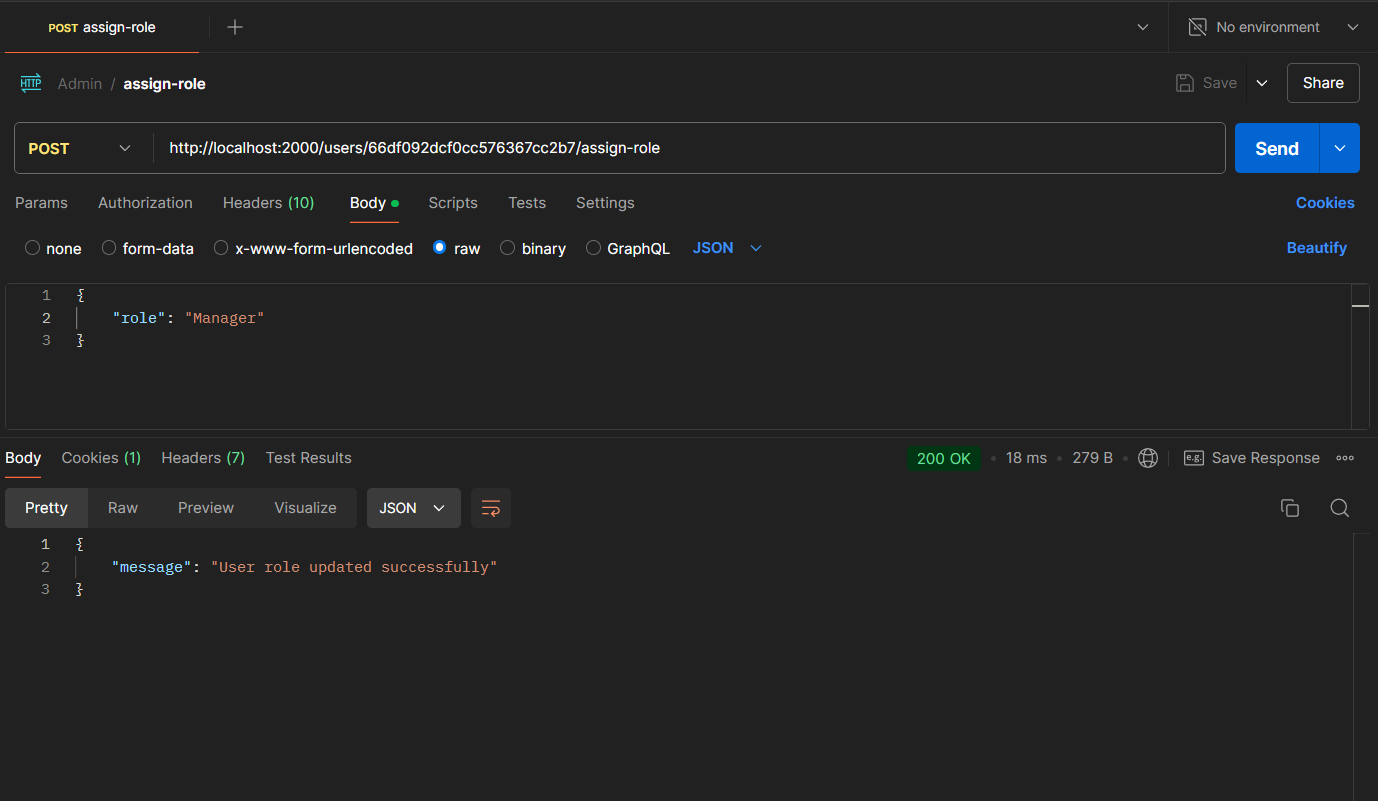 POST assign-role
No environment
HTTP Admin / assign-role Save Share
POST http://localhost:2000/users/66df092dcf0cc576367cc2b7/assign-role Send
Params Authorization Headers (10) Body Scripts Tests Settings Cookies
none form-data x-www-form-urlencoded raw binary GraphQL JSON Beautify
1 {
2 "role": "Manager"
3 }
Body Cookies (1) Headers (7) Test Results 200 OK 18 ms 279 B e.g. Save Response
Pretty Raw Preview Visualize JSON
1 {
2 "message": "User role updated successfully"
3 }